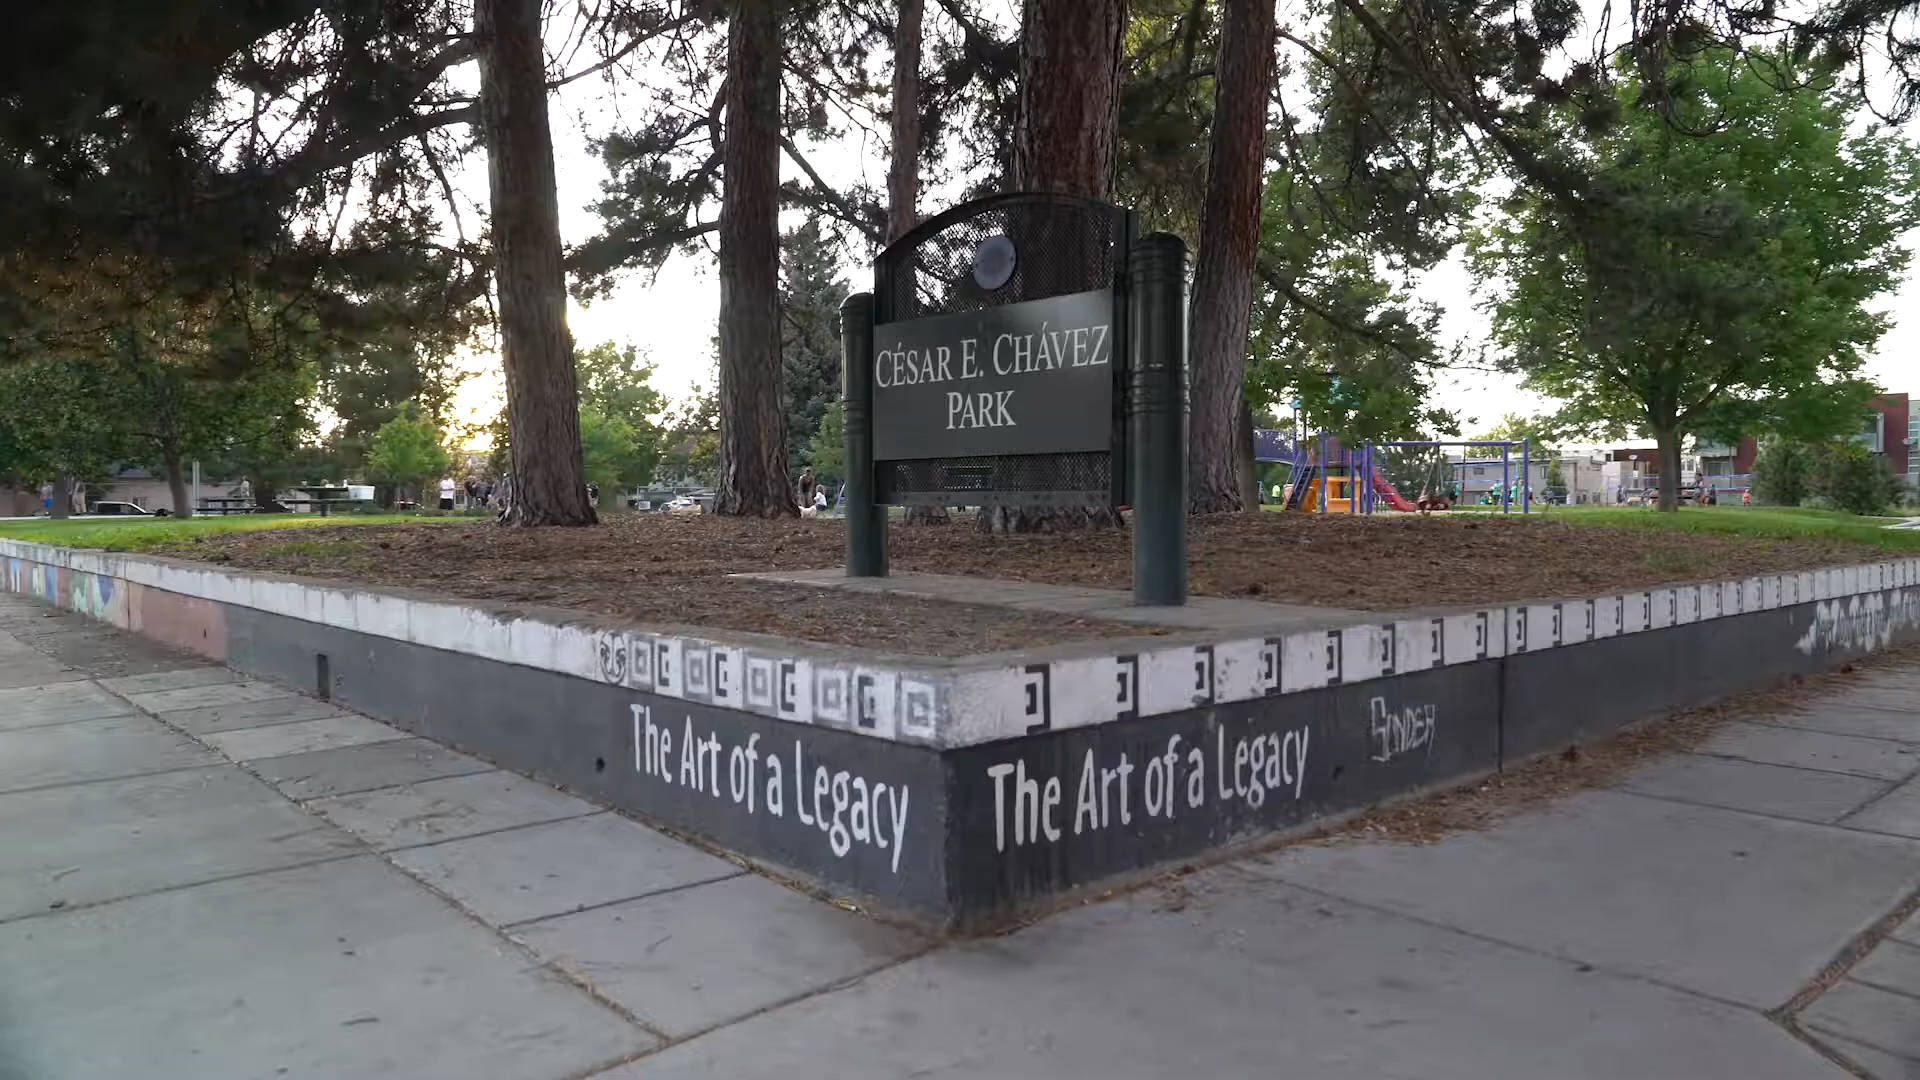 CÉSAR E. CHÁVEZ
PARK
The Art of a Legacy
The Art of a Legacy